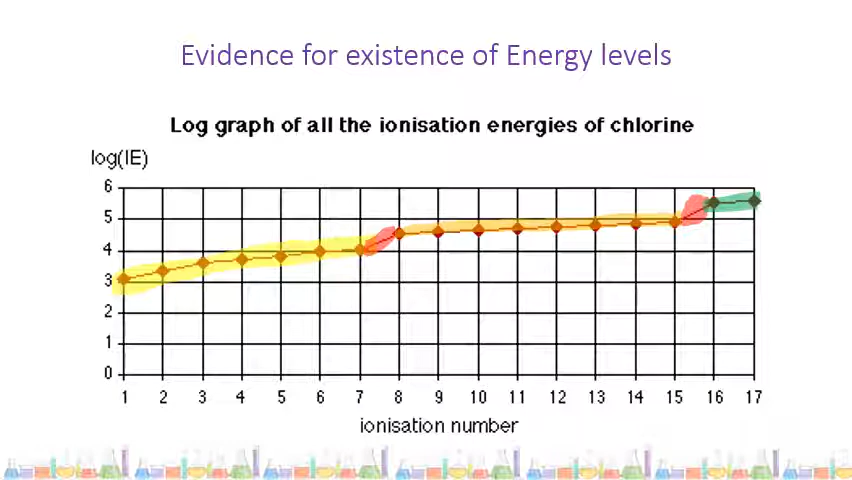 Evidence for existence of Energy levels
Log graph of all the ionisation energies of chlorine
log(IE)
6
5
4
3
2
1
0
1 2 3 4 5 6 7 8 9 10 11 12 13 14 15 16 17
ionisation number